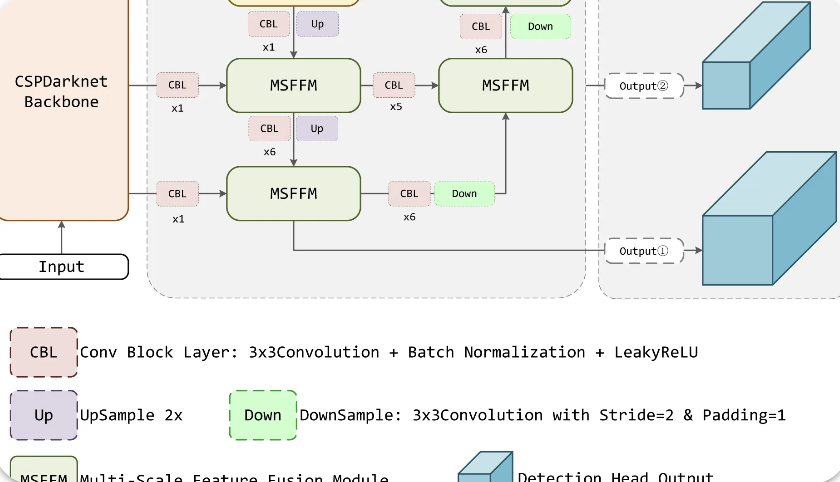 CBL Up
x1
CBL Down
x6
CSPDarknet
Backbone
CBL
x1
MSFFM
CBL
x5
MSFFM
Output②
CBL Up
x6
CBL
x1
MSFFM
CBL Down
x6
Output①
Input
CBL Conv Block Layer: 3x3Convolution + Batch Normalization + LeakyReLU
Up UpSample 2x
Down DownSample: 3x3Convolution with Stride=2 & Padding=1
MSFFM Multi-Scale Feature Fusion Module
Detection Head Output